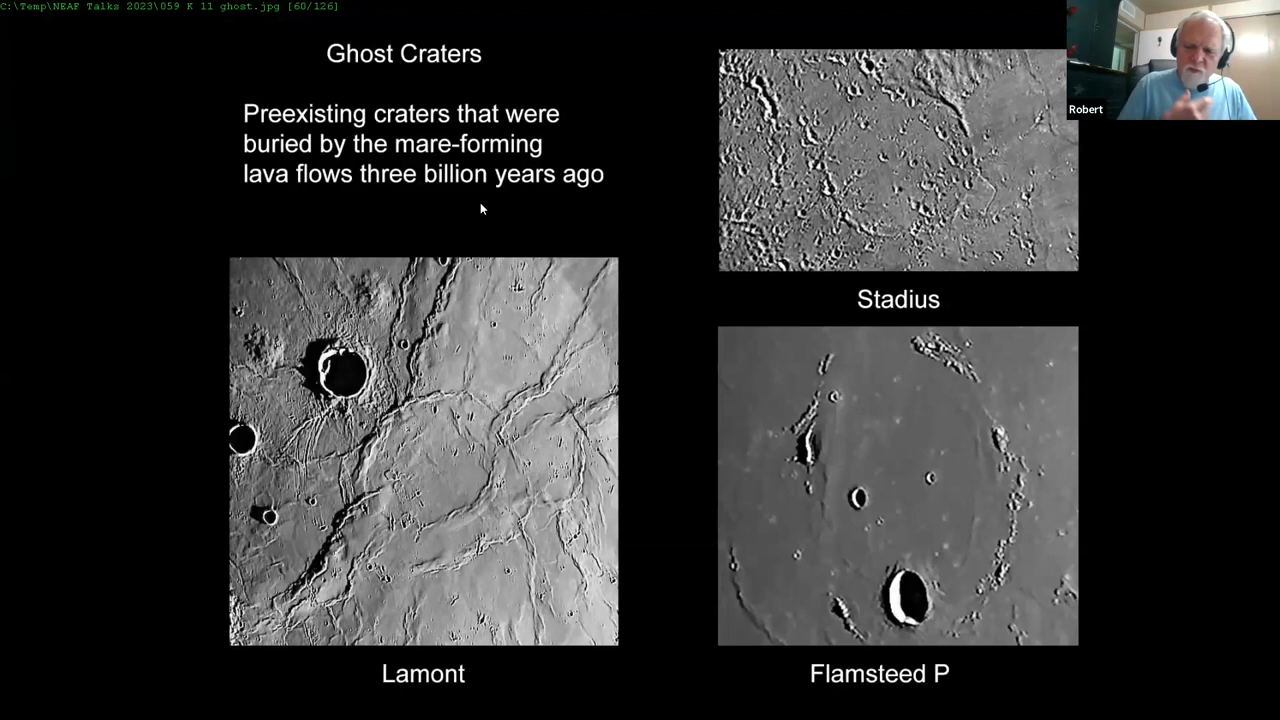 C:\Temp\NEAF Talks 2023\059 K 11 ghost.jpg [60/126]
Robert
Ghost Craters
Preexisting craters that were
buried by the mare-forming
lava flows three billion years ago
Stadius
Lamont
Flamsteed P